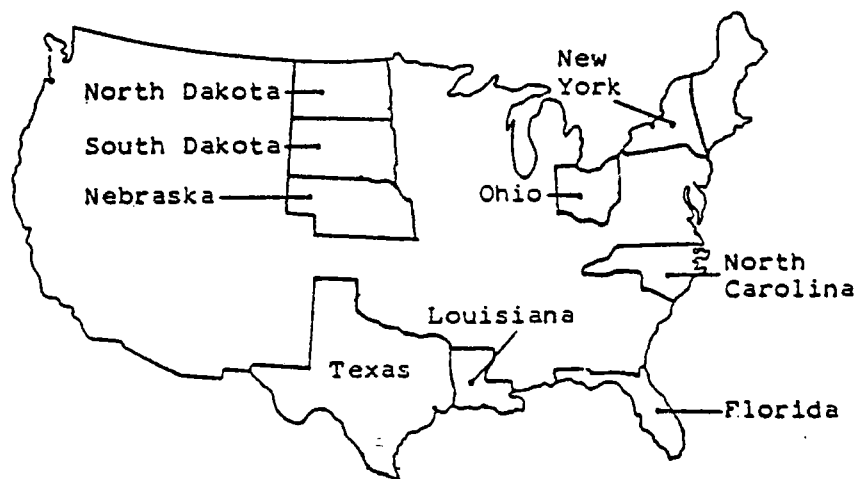 New
York
North Dakota
South Dakota
Nebraska
Ohio
North
Carolina
Louisiana
Texas
Florida